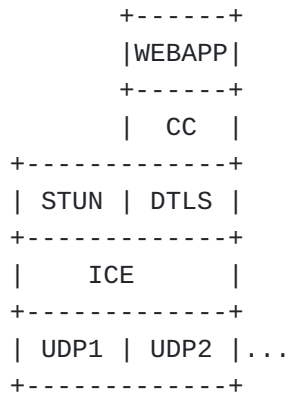 +------+
|WEBAPP|
+------+
| CC |
+-------------+
| STUN | DTLS |
+-------------+
| ICE |
+-------------+
| UDP1 | UDP2 |...
+-------------+